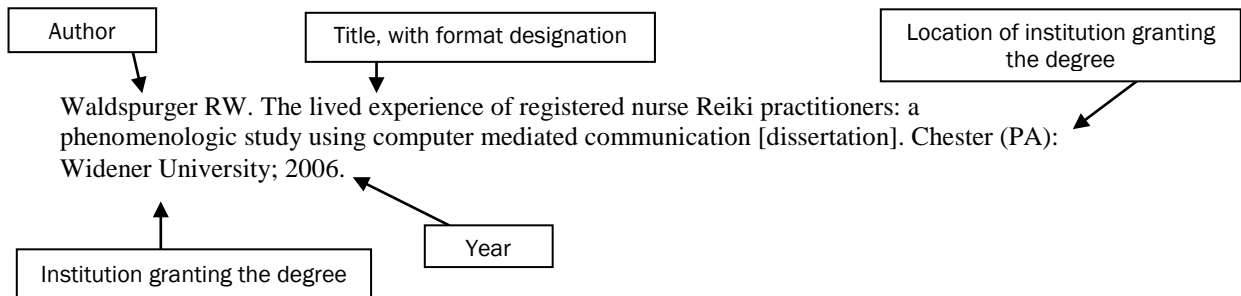 Author
Title, with format designation
Location of institution granting
the degree
Waldspurger RW. The lived experience of registered nurse Reiki practitioners: a
phenomenologic study using computer mediated communication [dissertation]. Chester (PA):
Widener University; 2006.
Year
Institution granting the degree